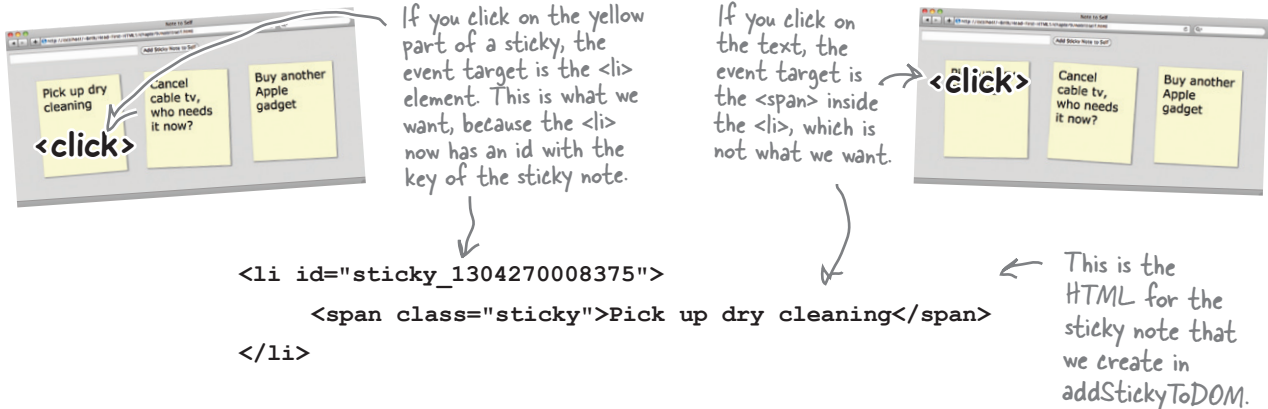 Note to Self
Add Sticky Note to Self
Pick up dry
cleaning
<click>
Cancel
cable tv,
who needs
it now?
Buy another
Apple
gadget
If you click on the yellow
part of a sticky, the
event target is the <li>
element. This is what we
want, because the <li>
now has an id with the
key of the sticky note.
If you click on
the text, the
event target is
the <span> inside
the <li>, which is
not what we want.
Note to Self
Add Sticky Note to Self
<click>
Cancel
cable tv,
who needs
it now?
Buy another
Apple
gadget
<li id="sticky_1304270008375">
<span class="sticky">Pick up dry cleaning</span>
</li>
This is the
HTML for the
sticky note that
we create in
addStickyToDOM.